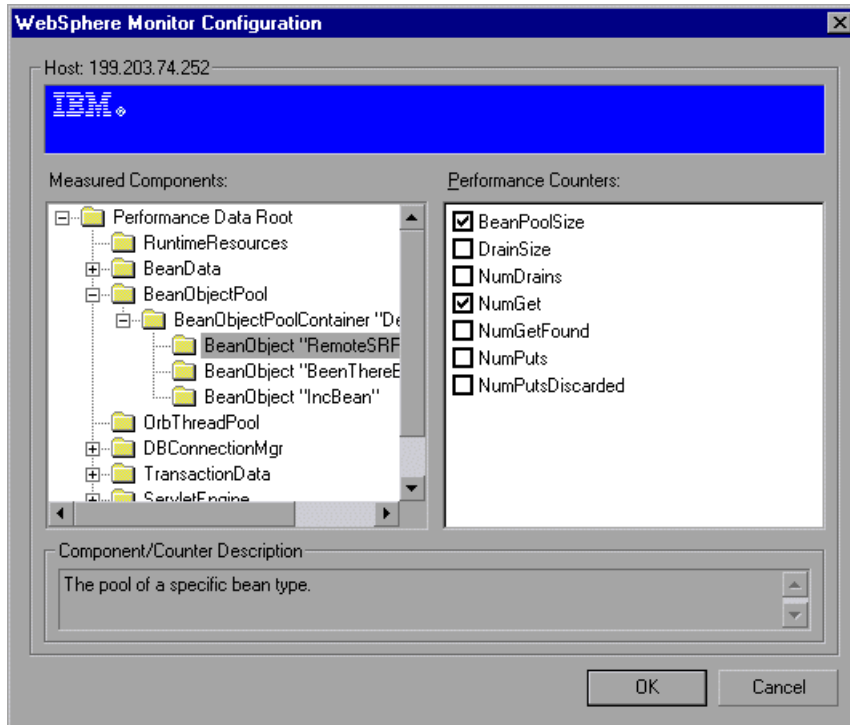 WebSphere Monitor Configuration
Host: 199.203.74.252
IBM®
Measured Components:
Performance Data Root
RuntimeResources
BeanData
BeanObjectPool
BeanObjectPoolContainer "De
BeanObject "RemoteSRF
BeanObject "BeenThereE
BeanObject "IncBean"
OrbThreadPool
DBConnectionMgr
TransactionData
ServletEngine
Performance Counters:
BeanPoolSize
DrainSize
NumDrains
NumGet
NumGetFound
NumPuts
NumPutsDiscarded
Component/Counter Description
The pool of a specific bean type.
OK
Cancel